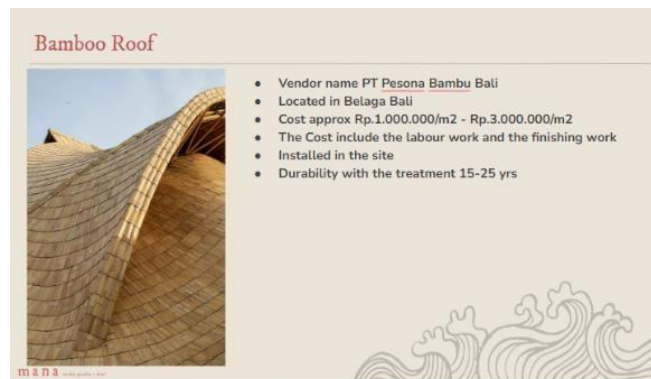 Bamboo Roof
● Vendor name PT Pesona Bambu Bali
● Located in Belaga Bali
● Cost approx Rp.1.000.000/m2 - Rp.3.000.000/m2
● The Cost include the labour work and the finishing work
● Installed in the site
● Durability with the treatment 15-25 yrs
mana